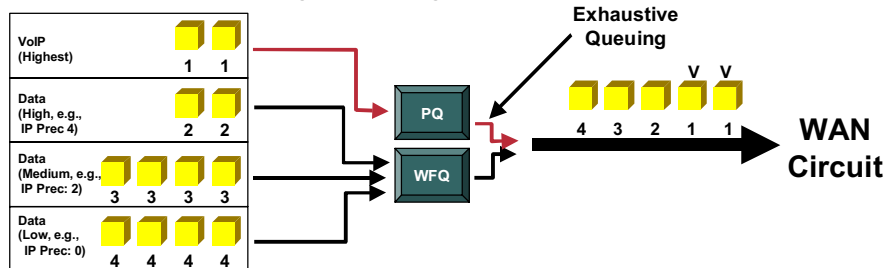 VoIP
(Highest)
1 1
Data
(High, e.g.,
IP Prec 4)
2 2
Data
(Medium, e.g.,
IP Prec: 2)
3 3 3 3
Data
(Low, e.g.,
IP Prec: 0)
4 4 4 4
PQ
WFQ
Exhaustive
Queuing
V V
4 3 2 1 1
WAN
Circuit